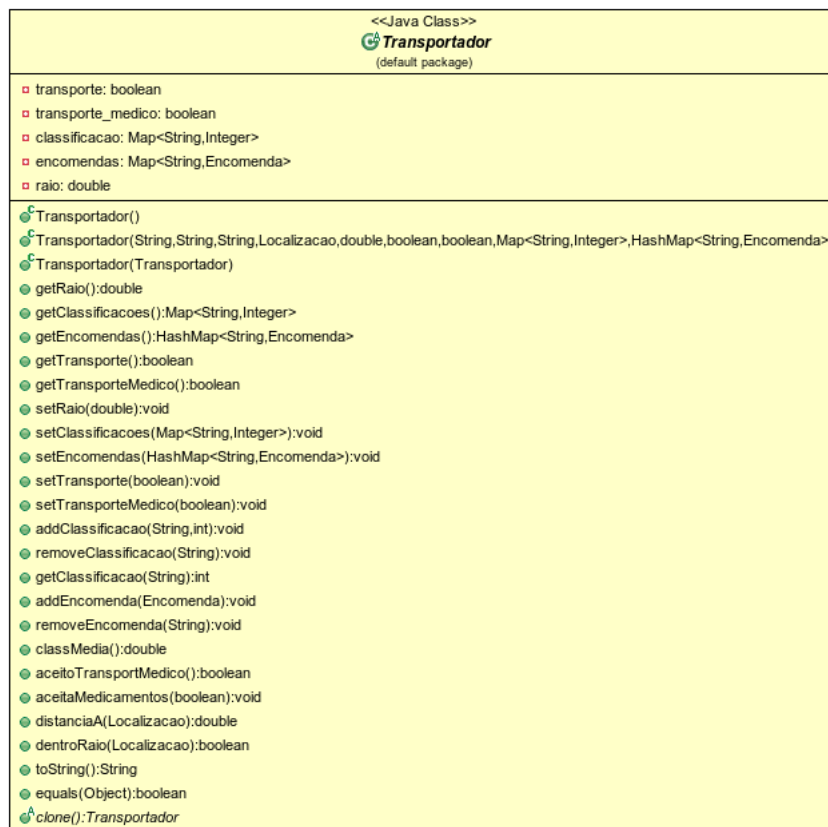 <<Java Class>>
Transportador
(default package)
transporte: boolean
transporte_medico: boolean
classificacao: Map<String,Integer>
encomendas: Map<String,Encomenda>
raio: double
Transportador()
Transportador(String,String,String,Localizacao,double,boolean,boolean,Map<String,Integer>,HashMap<String,Encomenda>
Transportador(Transportador)
getRaio():double
getClassificacoes():Map<String,Integer>
getEncomendas():HashMap<String,Encomenda>
getTransporte():boolean
getTransporteMedico():boolean
setRaio(double):void
setClassificacoes(Map<String,Integer>):void
setEncomendas(HashMap<String,Encomenda>):void
setTransporte(boolean):void
setTransporteMedico(boolean):void
addClassificacao(String,int):void
removeClassificacao(String):void
getClassificacao(String):int
addEncomenda(Encomenda):void
removeEncomenda(String):void
classMedia():double
aceitoTransportMedico():boolean
aceitaMedicamentos(boolean):void
distanciaA(Localizacao):double
dentroRaio(Localizacao):boolean
toString():String
equals(Object):boolean
clone():Transportador